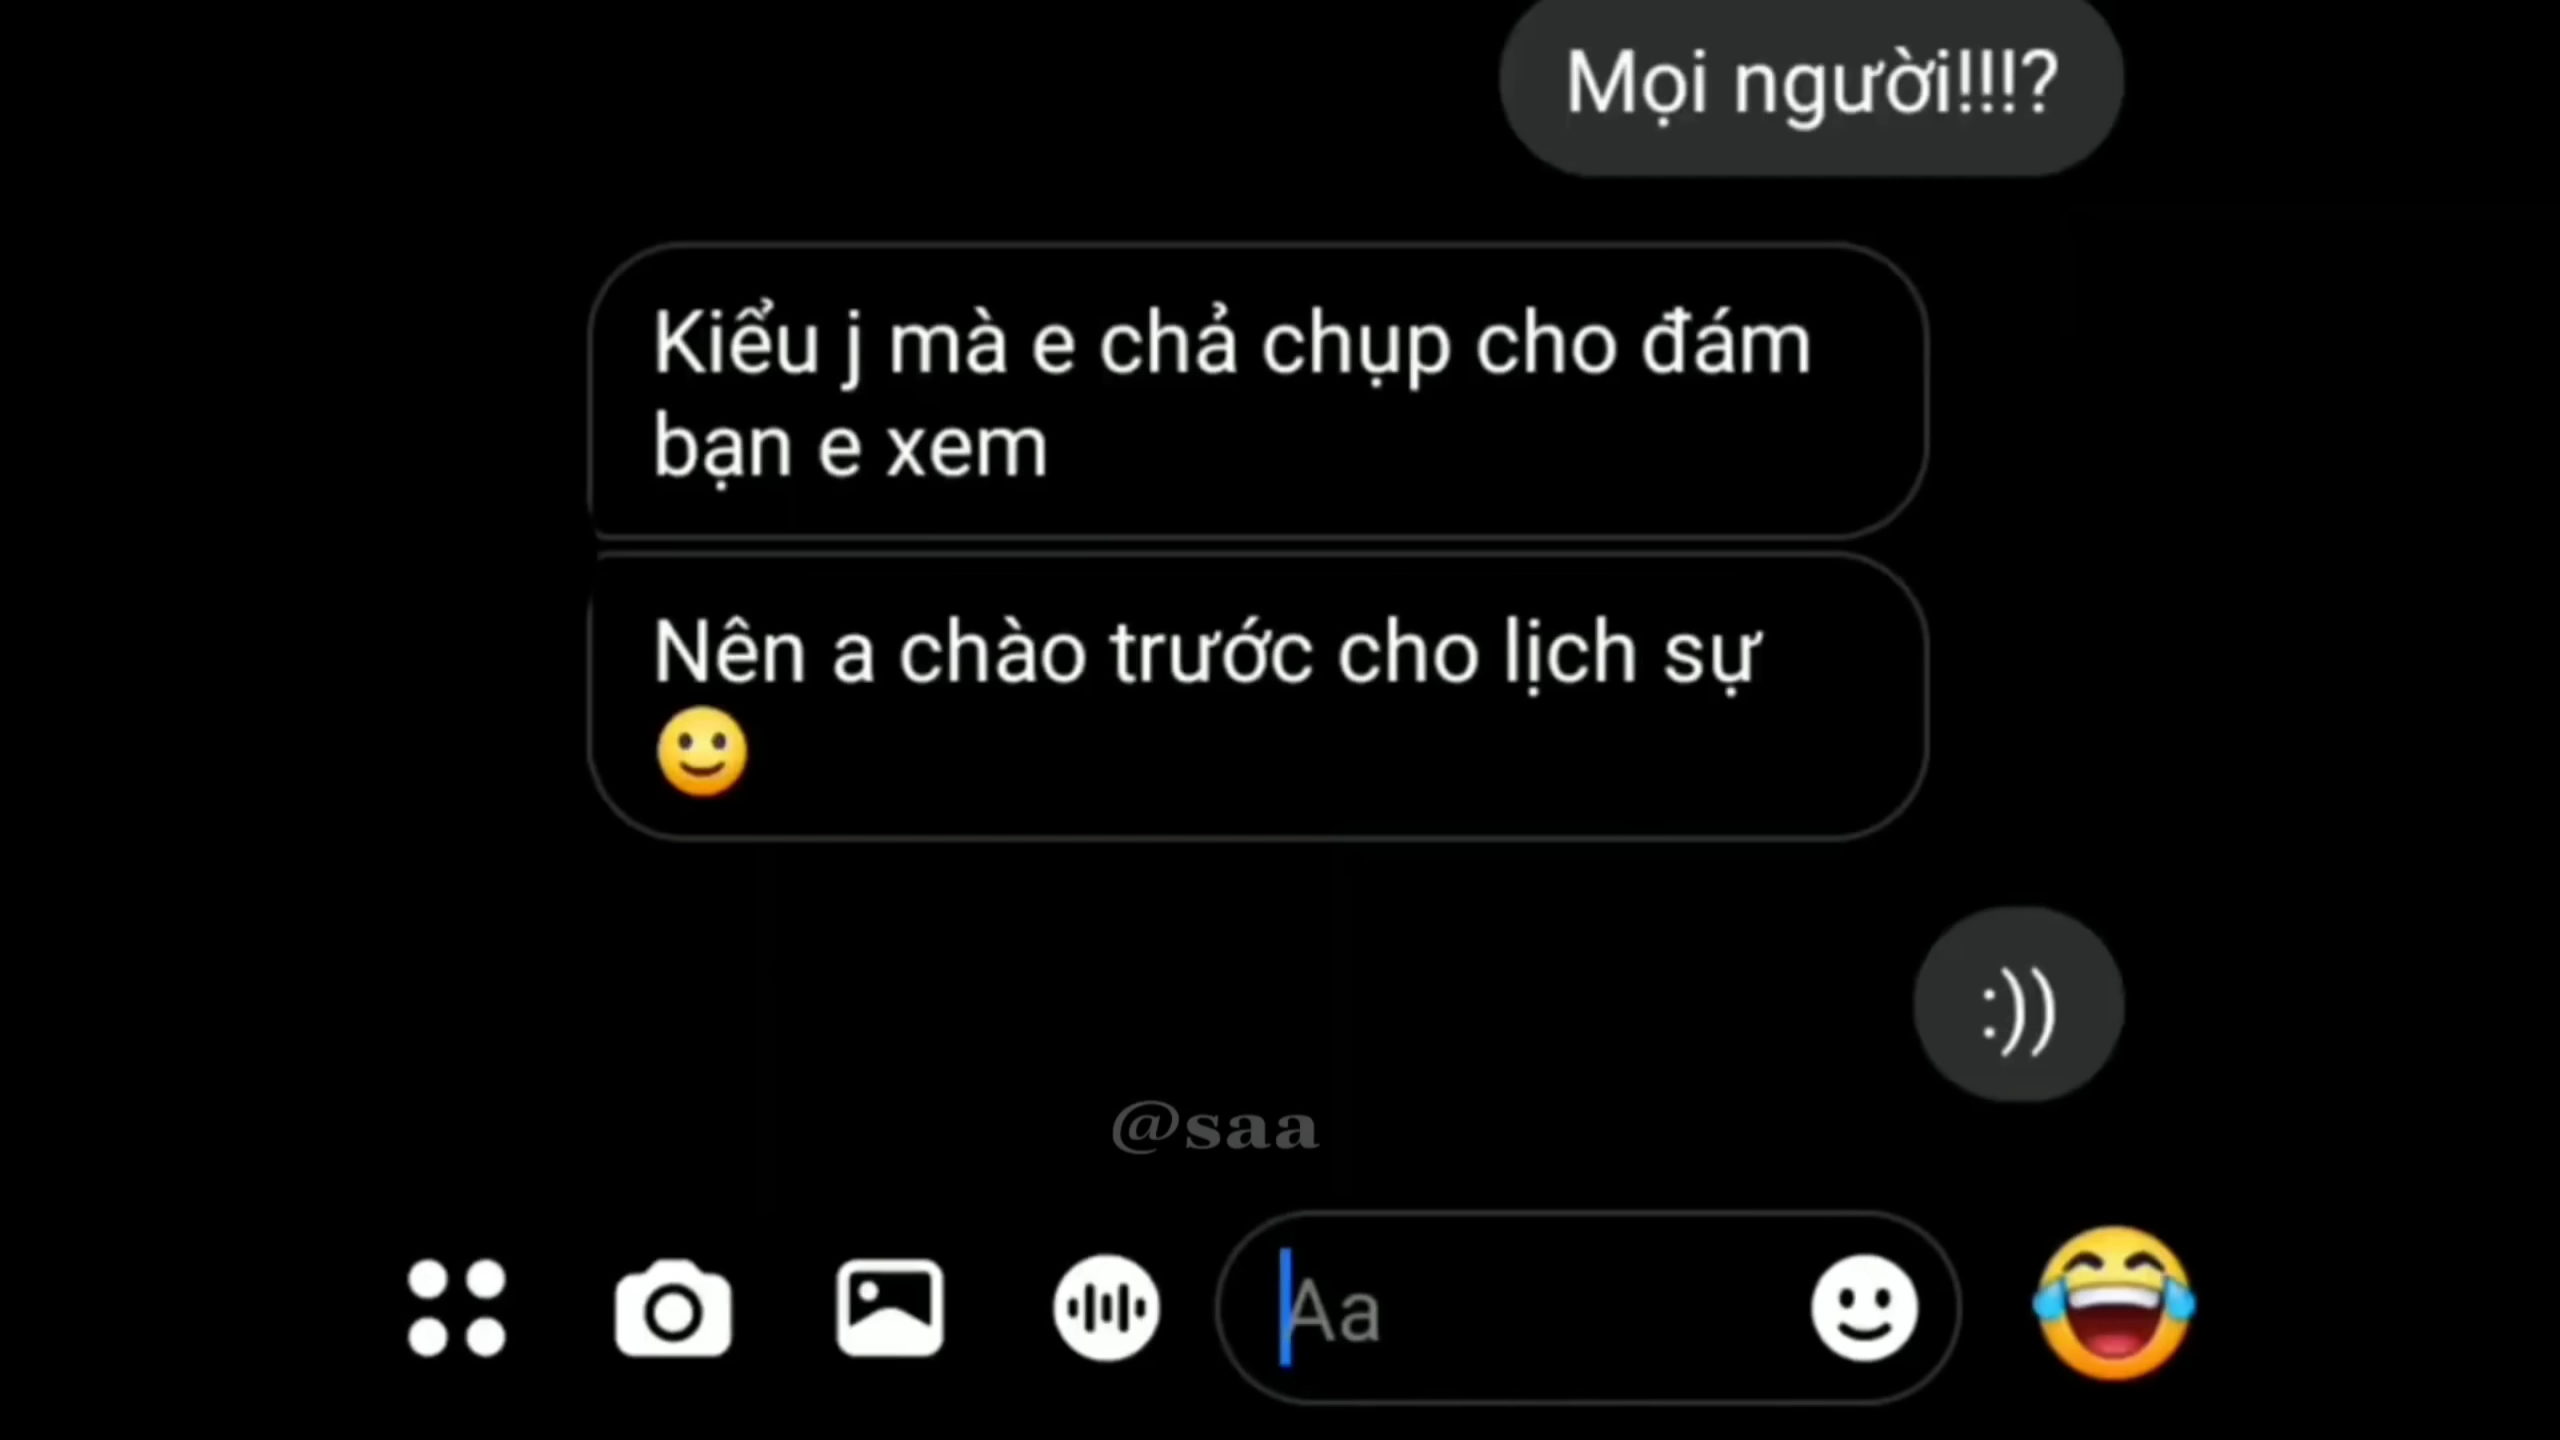 Mọi người!!!?
Kiểu j mà e chả chụp cho đám
bạn e xem
Nên a chào trước cho lịch sự
🙂
:))
@saa
Aa